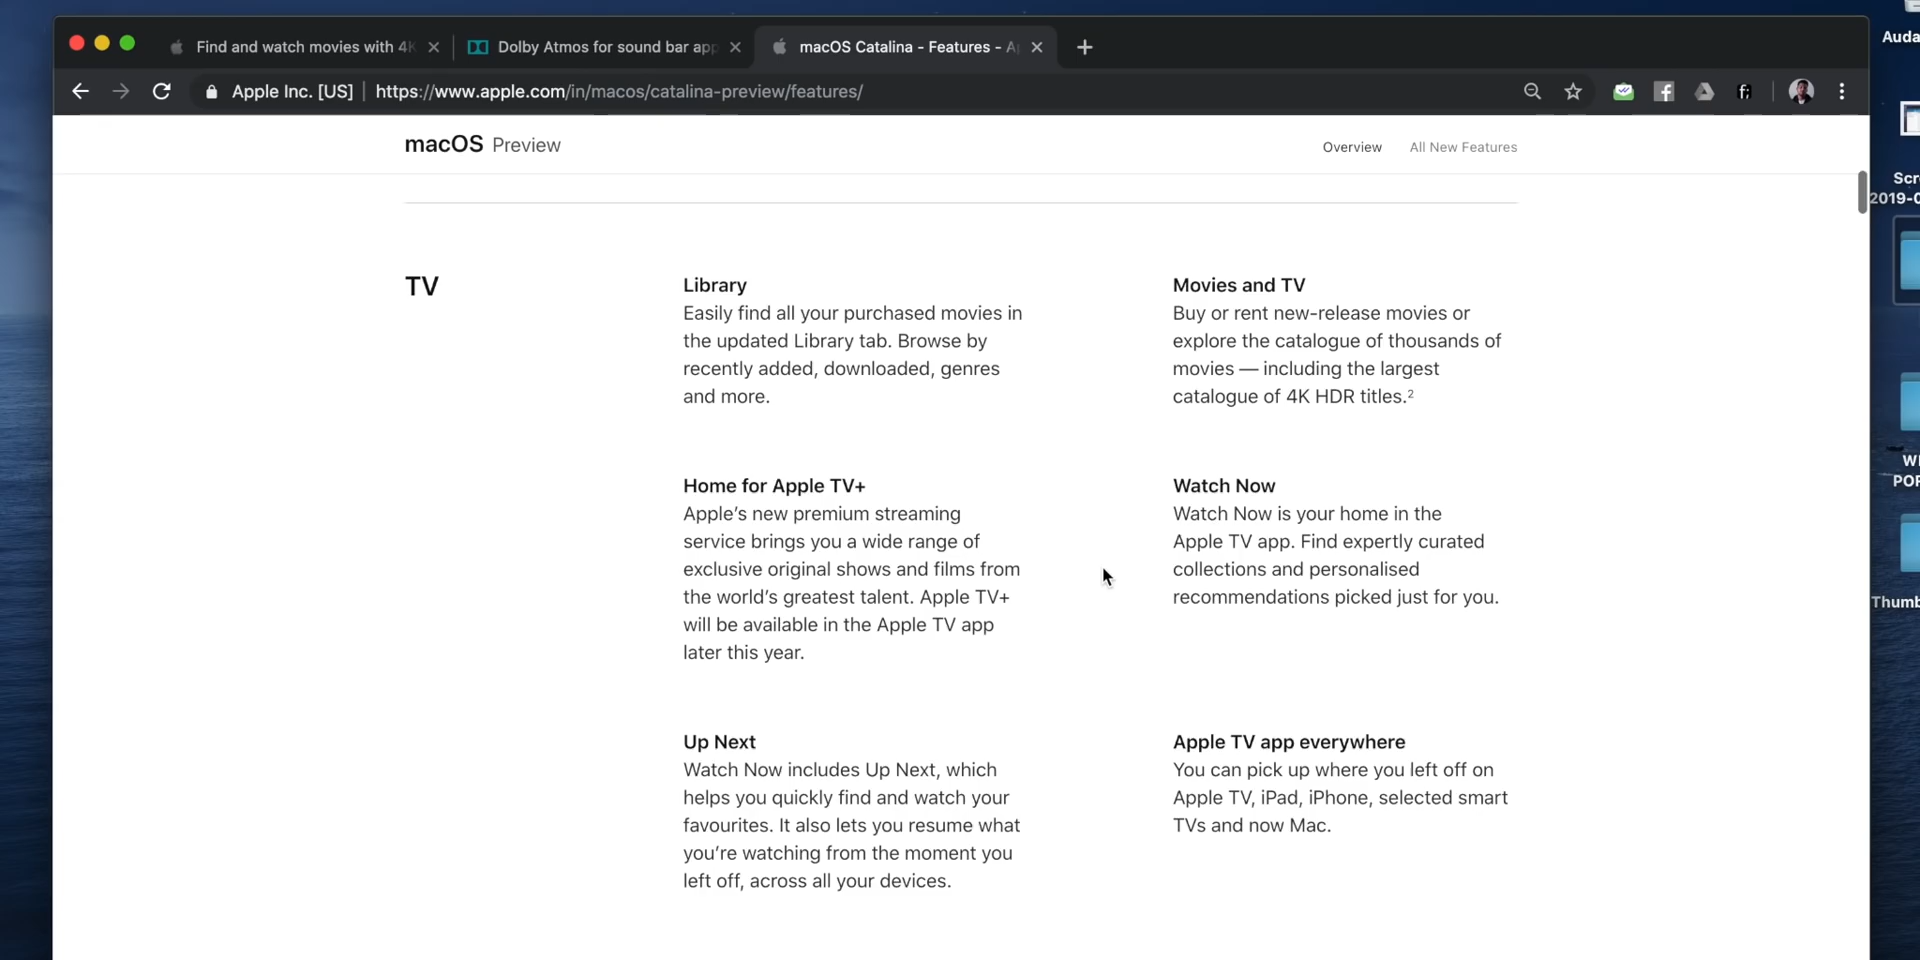 Find and watch movies with 4K
Dolby Atmos for sound bar app
macOS Catalina - Features - A
Apple Inc. [US]
https://www.apple.com/in/macos/catalina-preview/features/
macOS Preview
Overview
All New Features
TV
Library
Easily find all your purchased movies in
the updated Library tab. Browse by
recently added, downloaded, genres
and more.
Movies and TV
Buy or rent new-release movies or
explore the catalogue of thousands of
movies — including the largest
catalogue of 4K HDR titles.²
Home for Apple TV+
Apple’s new premium streaming
service brings you a wide range of
exclusive original shows and films from
the world’s greatest talent. Apple TV+
will be available in the Apple TV app
later this year.
Watch Now
Watch Now is your home in the
Apple TV app. Find expertly curated
collections and personalised
recommendations picked just for you.
Up Next
Watch Now includes Up Next, which
helps you quickly find and watch your
favourites. It also lets you resume what
you’re watching from the moment you
left off, across all your devices.
Apple TV app everywhere
You can pick up where you left off on
Apple TV, iPad, iPhone, selected smart
TVs and now Mac.
Auda
Scre
2019-0
POP
Thumb